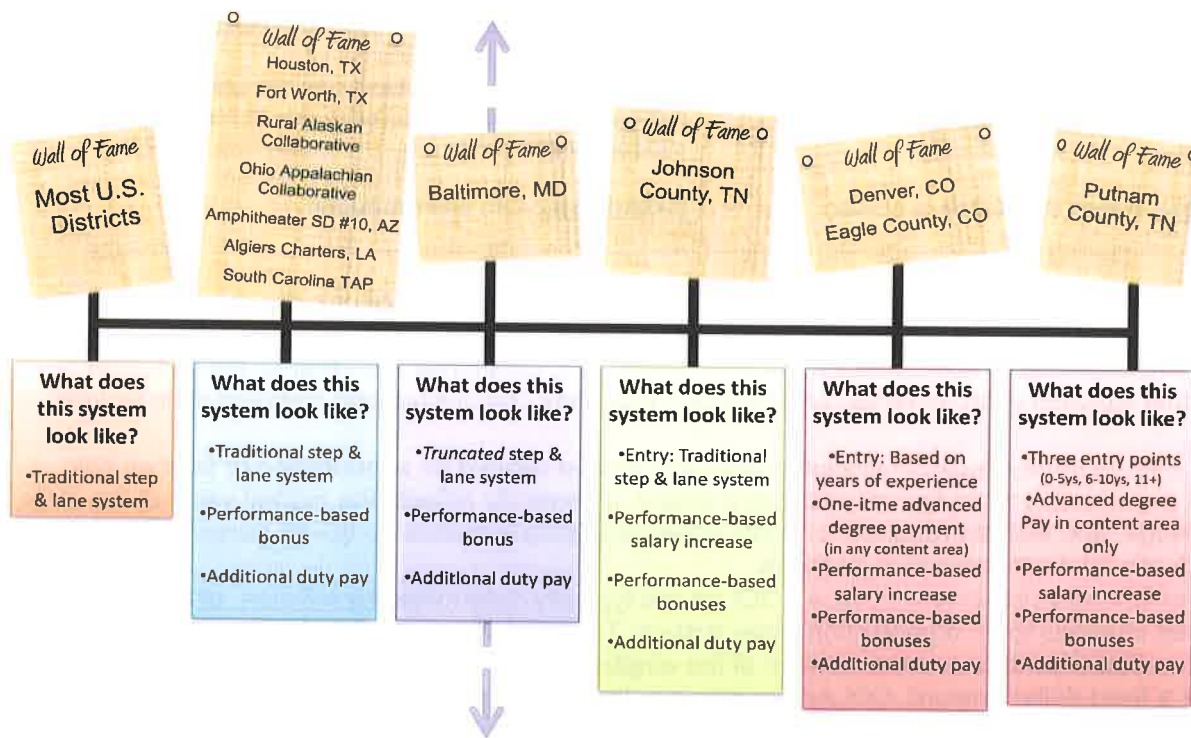 Wall of Fame
Most U.S.
Districts
Wall of Fame
Houston, TX
Fort Worth, TX
Rural Alaskan
Collaborative
Ohio Appalachian
Collaborative
Amphitheater SD #10, AZ
Algiers Charters, LA
South Carolina TAP
Wall of Fame
Baltimore, MD
Wall of Fame
Johnson
County, TN
Wall of Fame
Denver, CO
Eagle County, CO
Wall of Fame
Putnam
County, TN
What does
this system
look like?
•Traditional step
& lane system
What does this
system look like?
•Traditional step &
lane system
•Performance-based
bonus
•Additional duty pay
What does this
system look like?
•Truncated step &
lane system
•Performance-based
bonus
•Additional duty pay
What does this
system look like?
•Entry: Traditional
step & lane system
•Performance-based
salary increase
•Performance-based
bonuses
•Additional duty pay
What does this
system look like?
•Entry: Based on
years of experience
•One-itme advanced
degree payment
(in any content area)
•Performance-based
salary increase
•Performance-based
bonuses
•Additional duty pay
What does this
system look like?
•Three entry points
(0-5ys, 6-10ys, 11+)
•Advanced degree
Pay in content area
only
•Performance-based
salary increase
•Performance-based
bonuses
•Additional duty pay